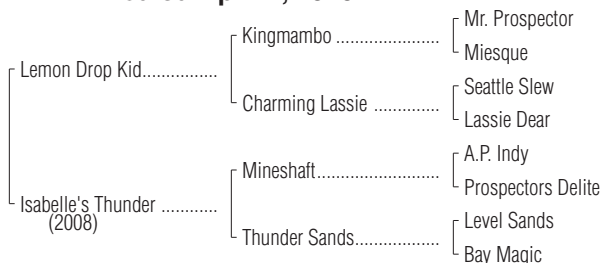 Mr. Prospector
Kingmambo ..................
Miesque
Lemon Drop Kid...............
Seattle Slew
Charming Lassie ..............
Lassie Dear
A.P. Indy
Mineshaft.........................
Prospectors Delite
Isabelle's Thunder ...........
(2008)
Level Sands
Thunder Sands.................
Bay Magic